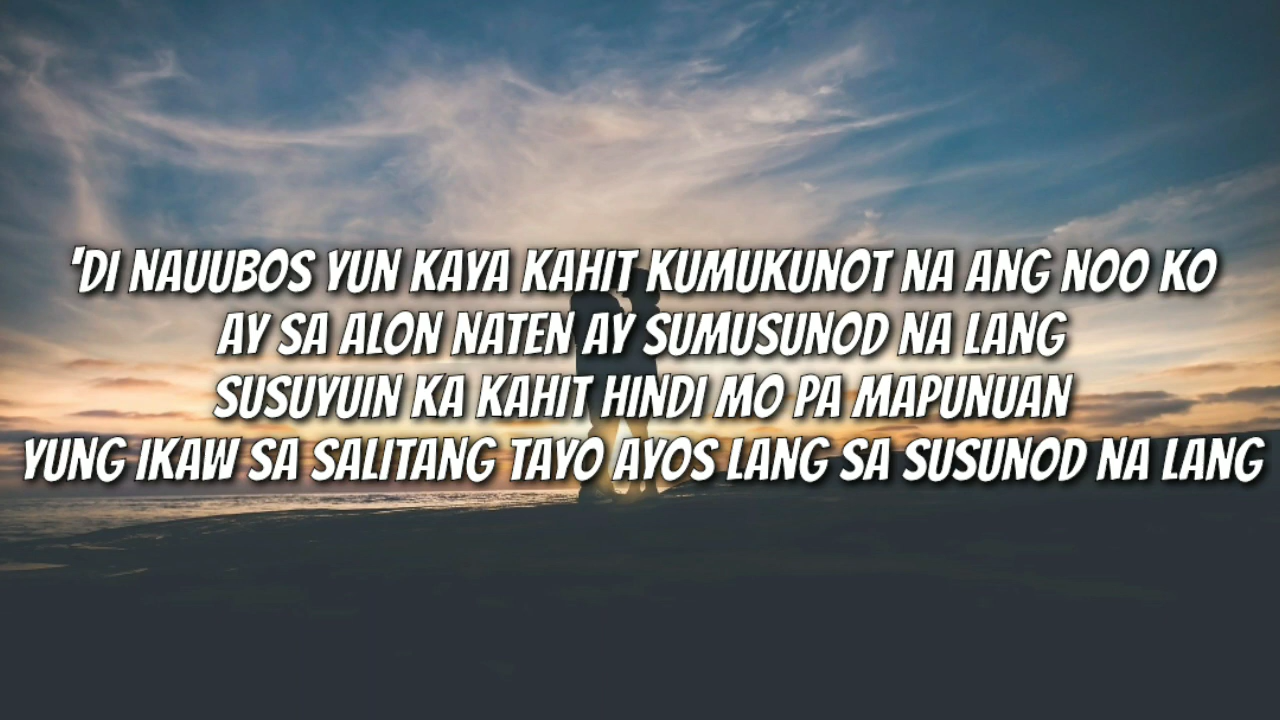 'DI NAUUBOS YUN KAYA KAHIT KUMUKUNOT NA ANG NOO KO
AY SA ALON NATEN AY SUMUSUNOD NA LANG
SUSUYUIN KA KAHIT HINDI MO PA MAPUNUAN
YUNG IKAW SA SALITANG TAYO AYOS LANG SA SUSUNOD NA LANG